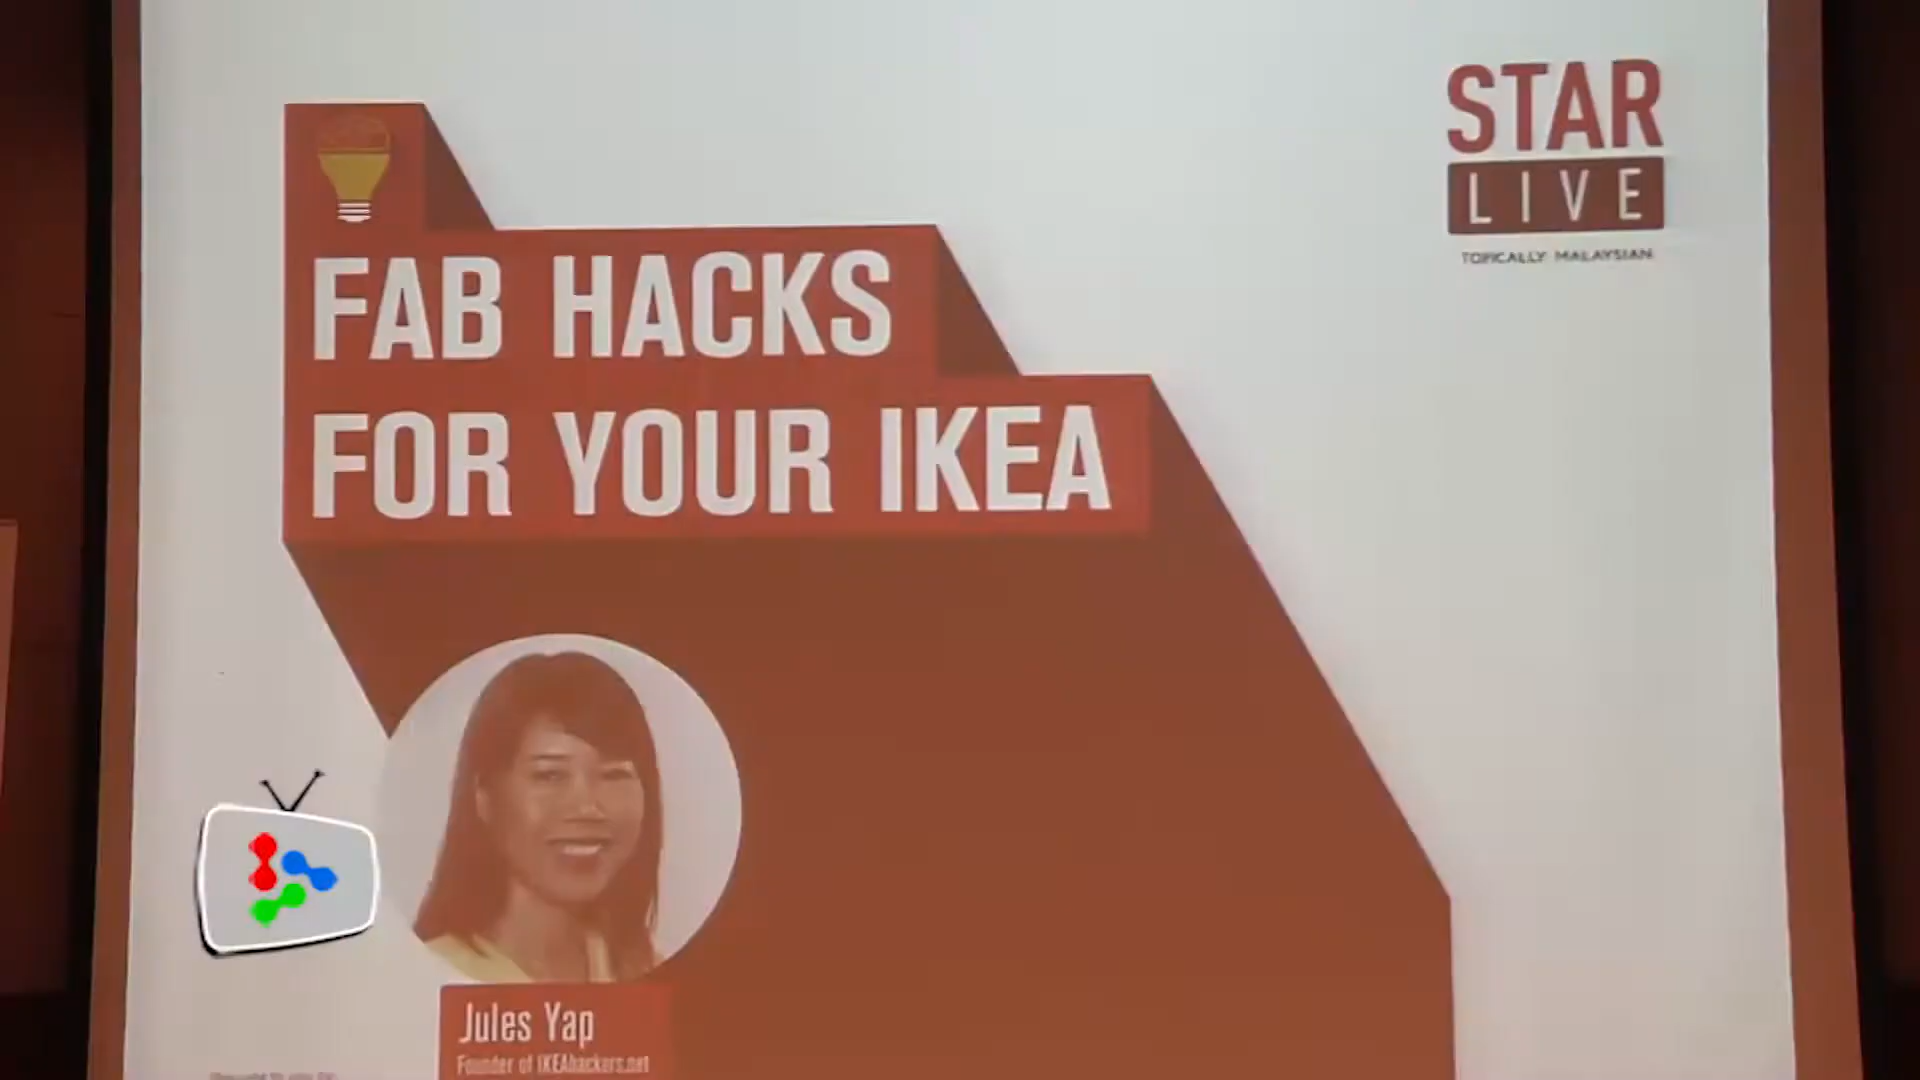 STAR
LIVE
TOPICALLY MALAYSIAN
FAB HACKS
FOR YOUR IKEA
Jules Yap
Founder of IKEAhackers.net